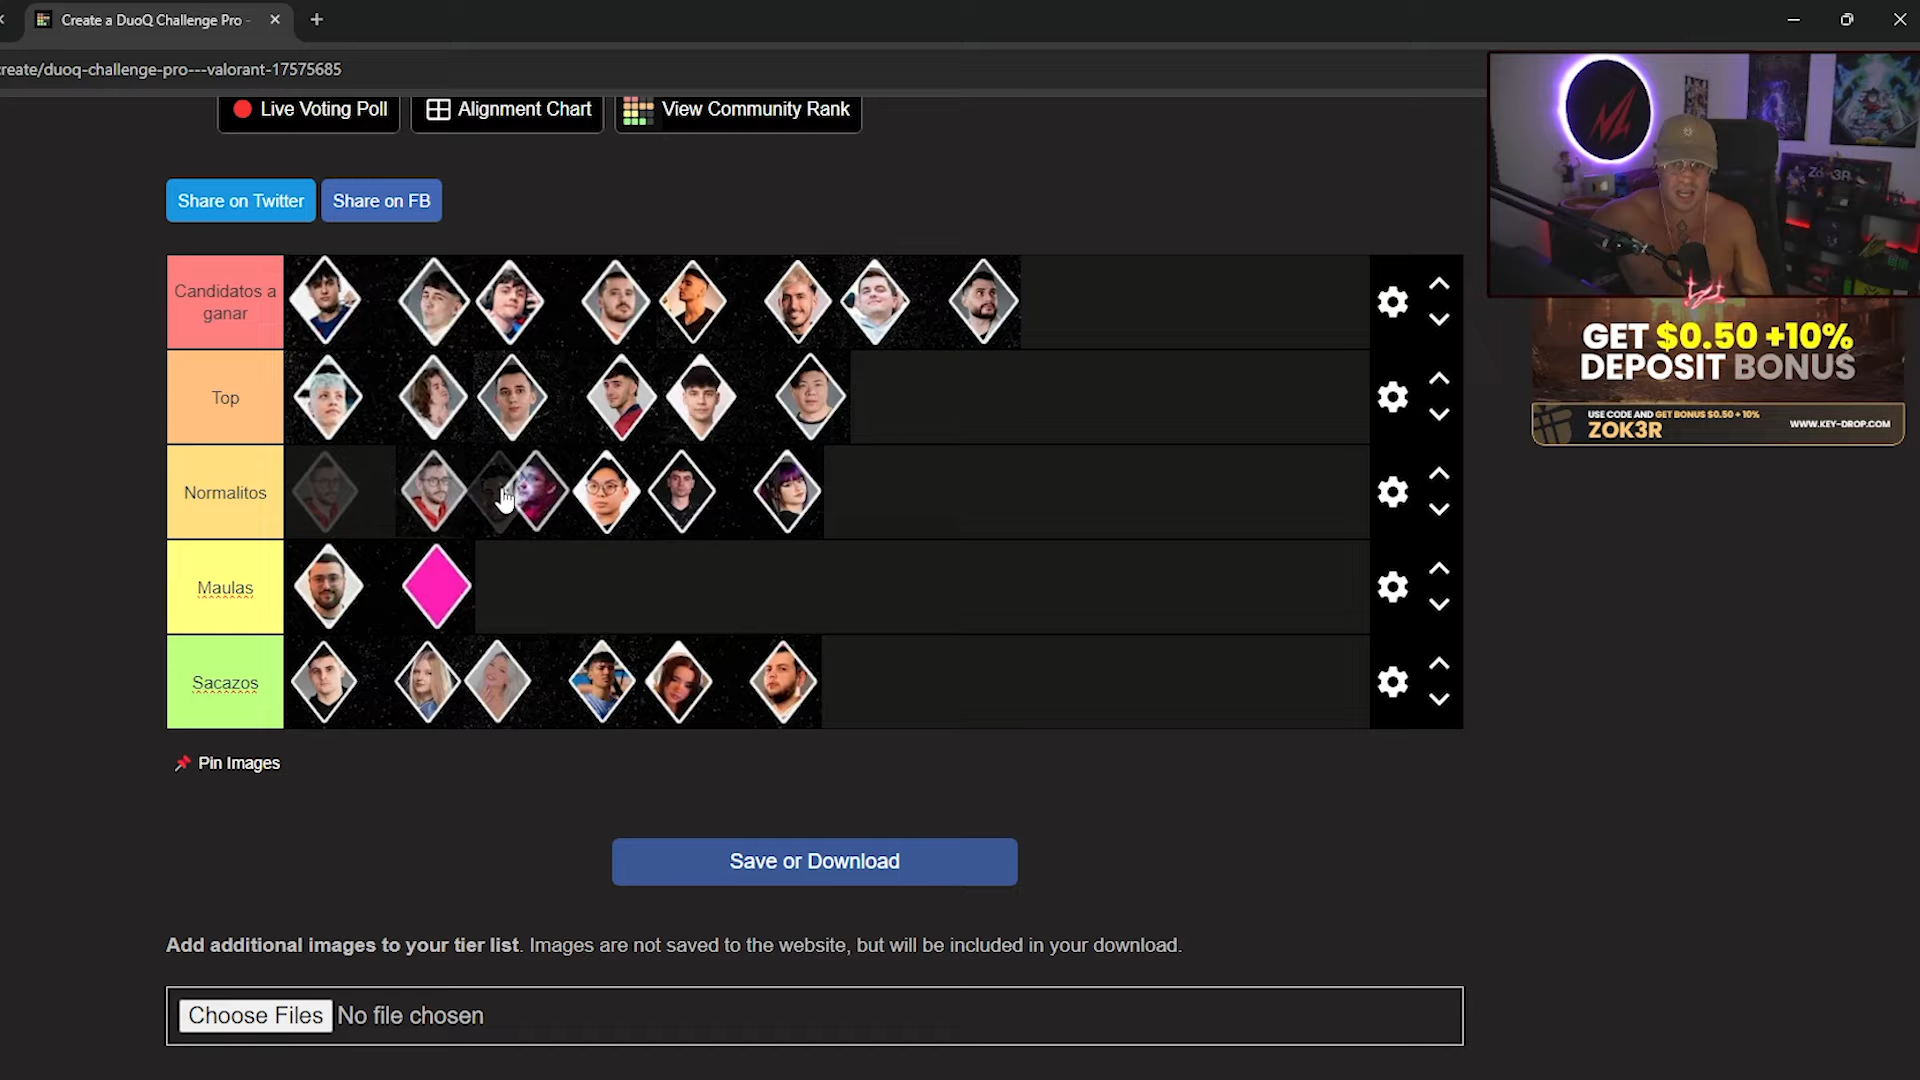 Create a DuoQ Challenge Pro -
reate/duoq-challenge-pro---valorant-17575685
Live Voting Poll
Alignment Chart
View Community Rank
Share on Twitter
Share on FB
Candidatos a
ganar
Top
Normalitos
Maulas
Sacazos
Pin Images
Save or Download
Add additional images to your tier list. Images are not saved to the website, but will be included in your download.
Choose Files No file chosen
Zok3R
GET $0.50 +10%
DEPOSIT BONUS
USE CODE AND GET BONUS $0.50 + 10%
ZOK3R
WWW.KEY-DROP.COM